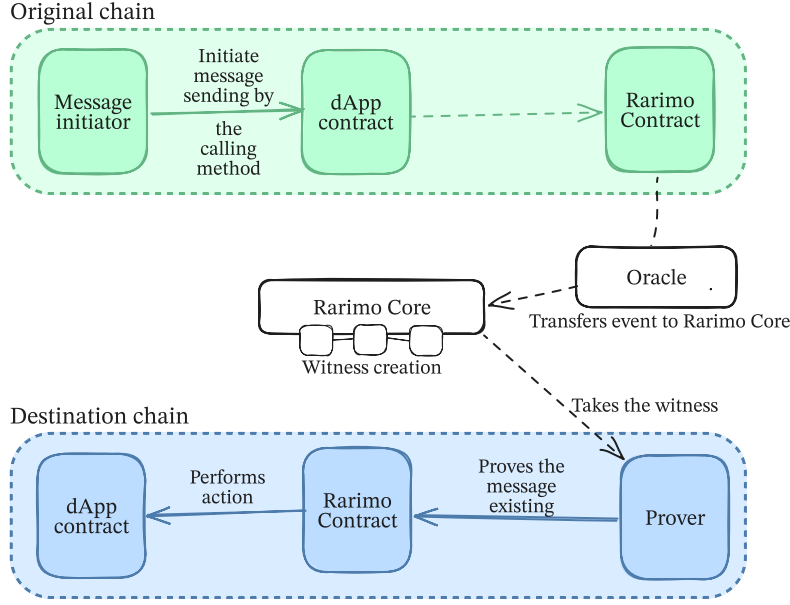 Original chain
Message
initiator
Initiate
message
sending by
the
calling
method
dApp
contract
Rarimo
Contract
Oracle
Transfers event to Rarimo Core
Rarimo Core
Witness creation
Takes the witness
Destination chain
dApp
contract
Performs
action
Rarimo
Contract
Proves the
message
existing
Prover